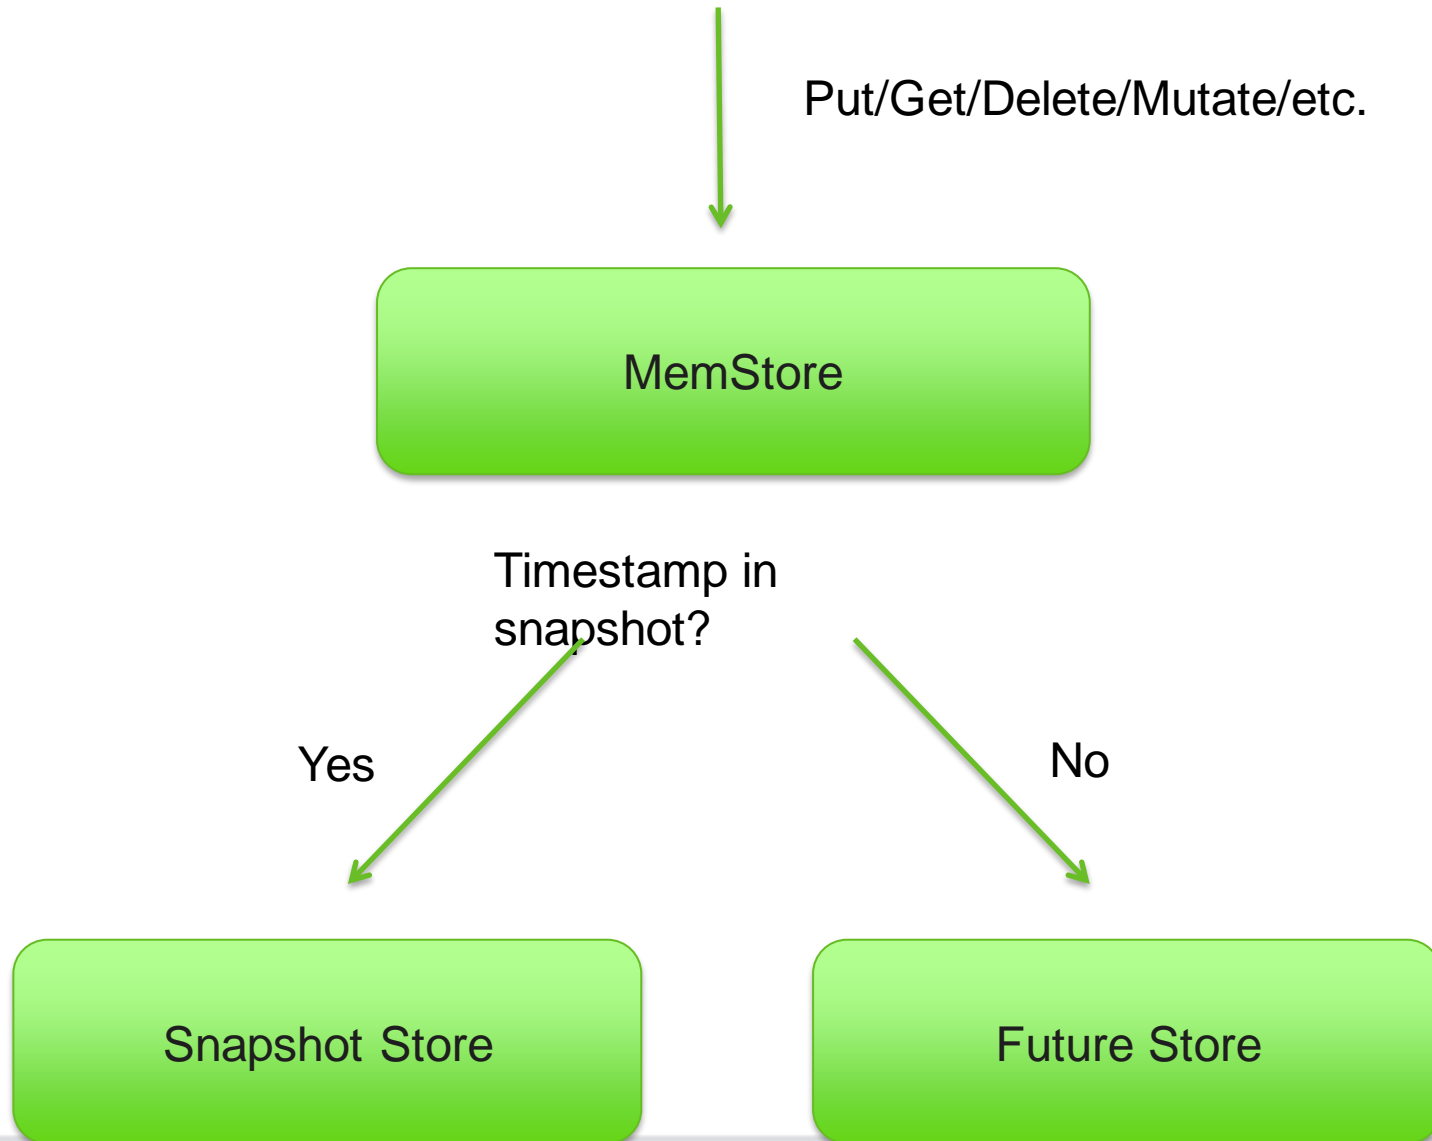 Put/Get/Delete/Mutate/etc.
MemStore
Timestamp in
snapshot?
Yes
No
Snapshot Store
Future Store